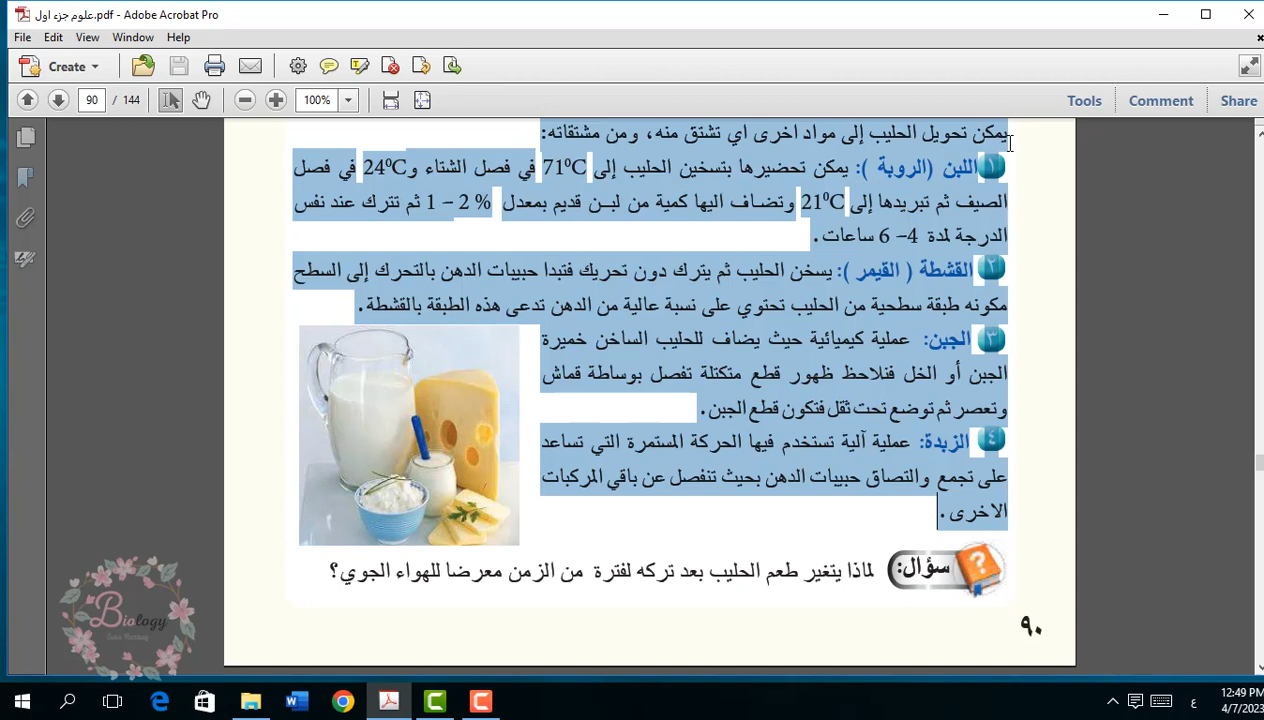 علوم جزء اول.pdf - Adobe Acrobat Pro
File Edit View Window Help
Create 90 / 144 100% Tools Comment Share
يمكن تحويل الحليب إلى مواد اخرى اي تشتق منه، ومن مشتقاته:
١ اللبن (الروبة ): يمكن تحضيرها بتسخين الحليب إلى 71⁰C في فصل الشتاء و24⁰C في فصل
الصيف ثم تبريدها إلى 21⁰C وتضاف اليها كمية من لبن قديم بمعدل 1 – 2 % ثم تترك عند نفس
الدرجة لمدة 4– 6 ساعات.
٢ القشطة ( القيمر ): يسخن الحليب ثم يترك دون تحريك فتبدا حبيبات الدهن بالتحرك إلى السطح
مكونه طبقة سطحية من الحليب تحتوي على نسبة عالية من الدهن تدعى هذه الطبقة بالقشطة.
٣ الجبن: عملية كيميائية حيث يضاف للحليب الساخن خميرة
الجبن أو الخل فنلاحظ ظهور قطع متكتلة تفصل بوساطة قماش
وتعصر ثم توضع تحت ثقل فتكون قطع الجبن.
٤ الزبدة: عملية آلية تستخدم فيها الحركة المستمرة التي تساعد
على تجمع والتصاق حبيبات الدهن بحيث تنفصل عن باقي المركبات
الاخرى.
سؤال: لماذا يتغير طعم الحليب بعد تركه لفترة من الزمن معرضا للهواء الجوي؟
٩٠
Biology
ع 12:49 PM
4/7/2023